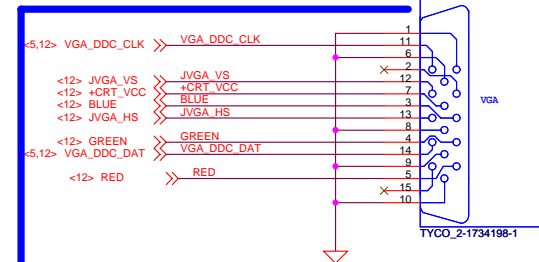 1
<5,12> VGA_DDC_CLK VGA_DDC_CLK 11
6
2
<12> JVGA_VS JVGA_VS 12
<12> +CRT_VCC +CRT_VCC 7
<12> BLUE BLUE 3
<12> JVGA_HS JVGA_HS 13
8
<12> GREEN GREEN 4
<5,12> VGA_DDC_DAT VGA_DDC_DAT 14
9
<12> RED RED 5
15
10
VGA
TYCO_2-1734198-1